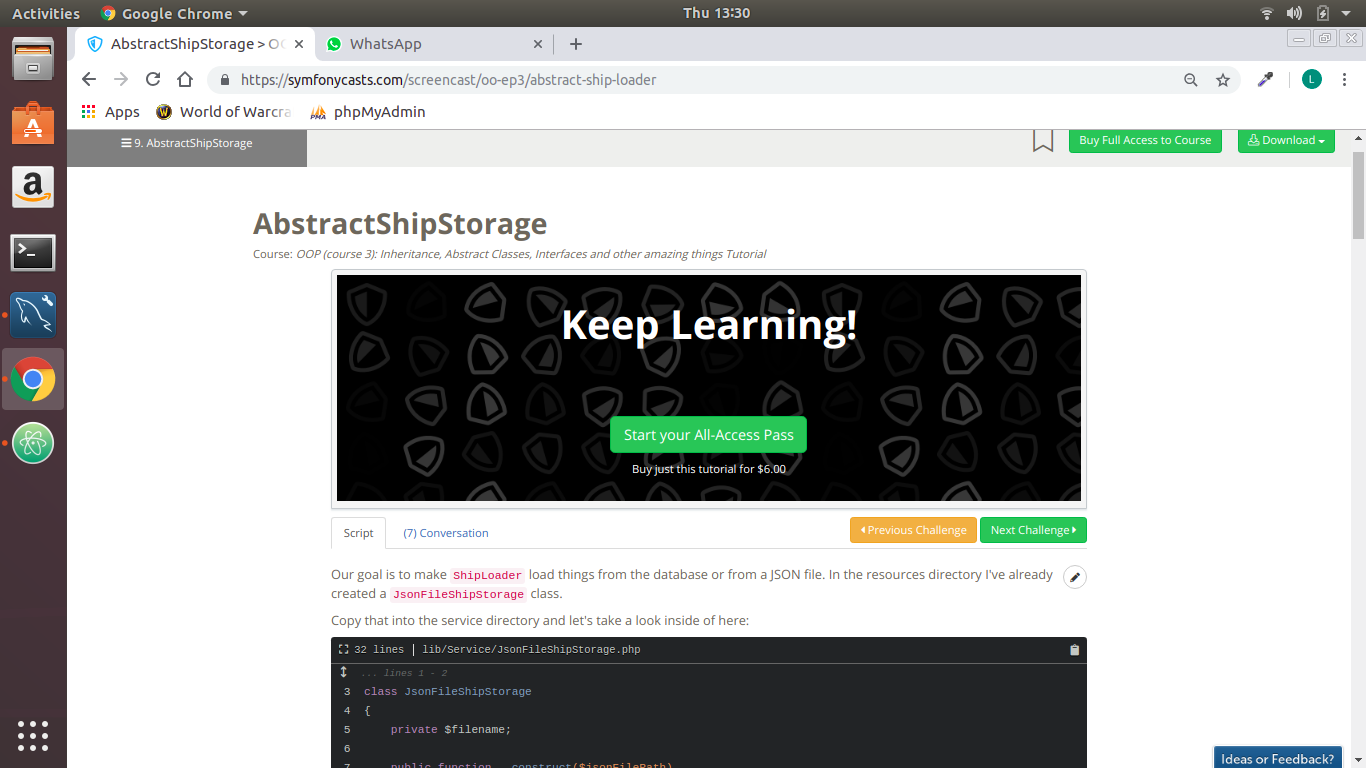 Activities
Google Chrome
Thu 13:30
AbstractShipStorage > O
WhatsApp
https://symfonycasts.com/screencast/oo-ep3/abstract-ship-loader
L
Apps
World of Warcra
phpMyAdmin
9. AbstractShipStorage
Buy Full Access to Course
Download
AbstractShipStorage
Course: OOP (course 3): Inheritance, Abstract Classes, Interfaces and other amazing things Tutorial
Keep Learning!
Start your All-Access Pass
Buy just this tutorial for $6.00
Script
(7) Conversation
Previous Challenge
Next Challenge
Our goal is to make ShipLoader load things from the database or from a JSON file. In the resources directory I've already
created a JsonFileShipStorage class.
Copy that into the service directory and let's take a look inside of here:
32 lines | lib/Service/JsonFileShipStorage.php
... lines 1 - 2
3 class JsonFileShipStorage
4 {
5 private $filename;
6
7 public function __construct($jsonFilePath)
Ideas or Feedback?